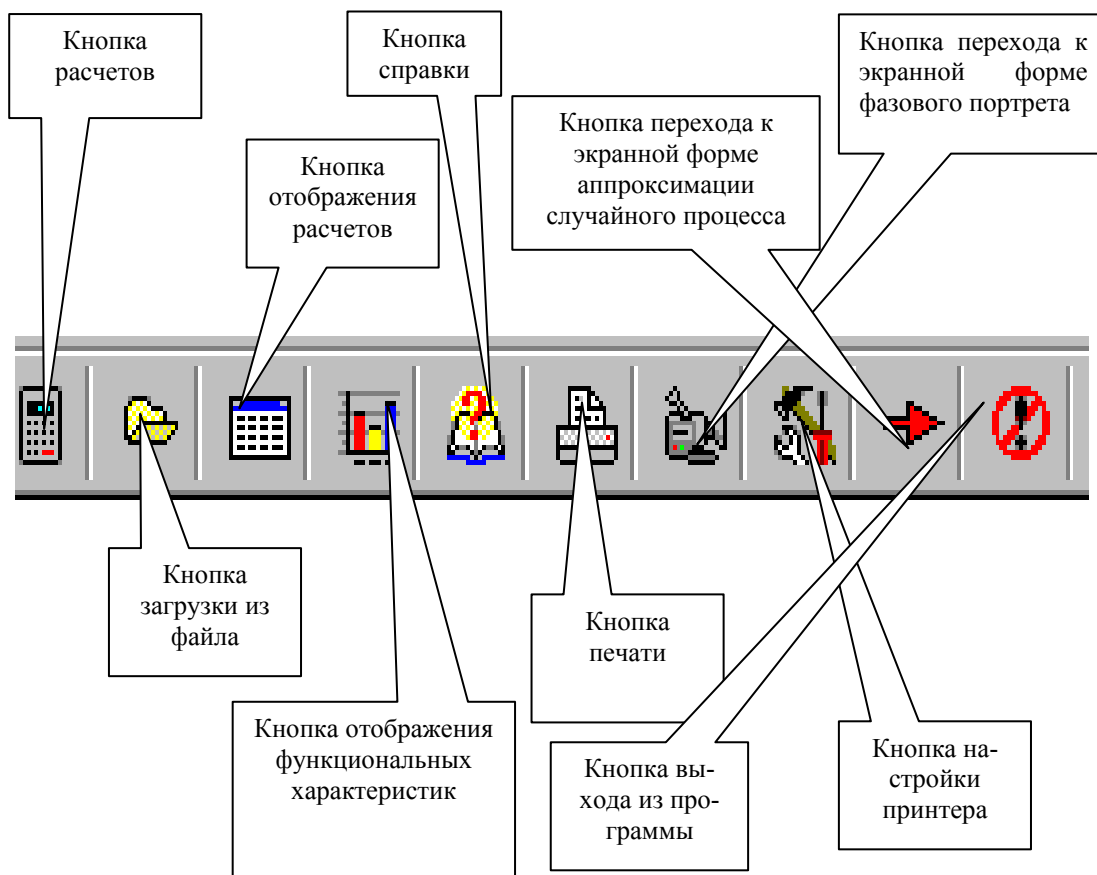 Кнопка
расчетов
Кнопка
справки
Кнопка перехода к
экранной форме
фазового портрета
Кнопка перехода к
экранной форме
аппроксимации
случайного процесса
Кнопка
отображения
расчетов
Кнопка
загрузки из
файла
Кнопка
печати
Кнопка отображения
функциональных
характеристик
Кнопка вы-
хода из про-
граммы
Кнопка на-
стройки
принтера